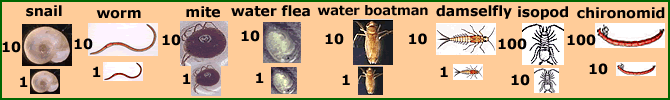 snail worm mite water flea water boatman damselfly isopod chironomid
10 10 10 10 10 10 100 100
1 1 1 1 1 1 10 10